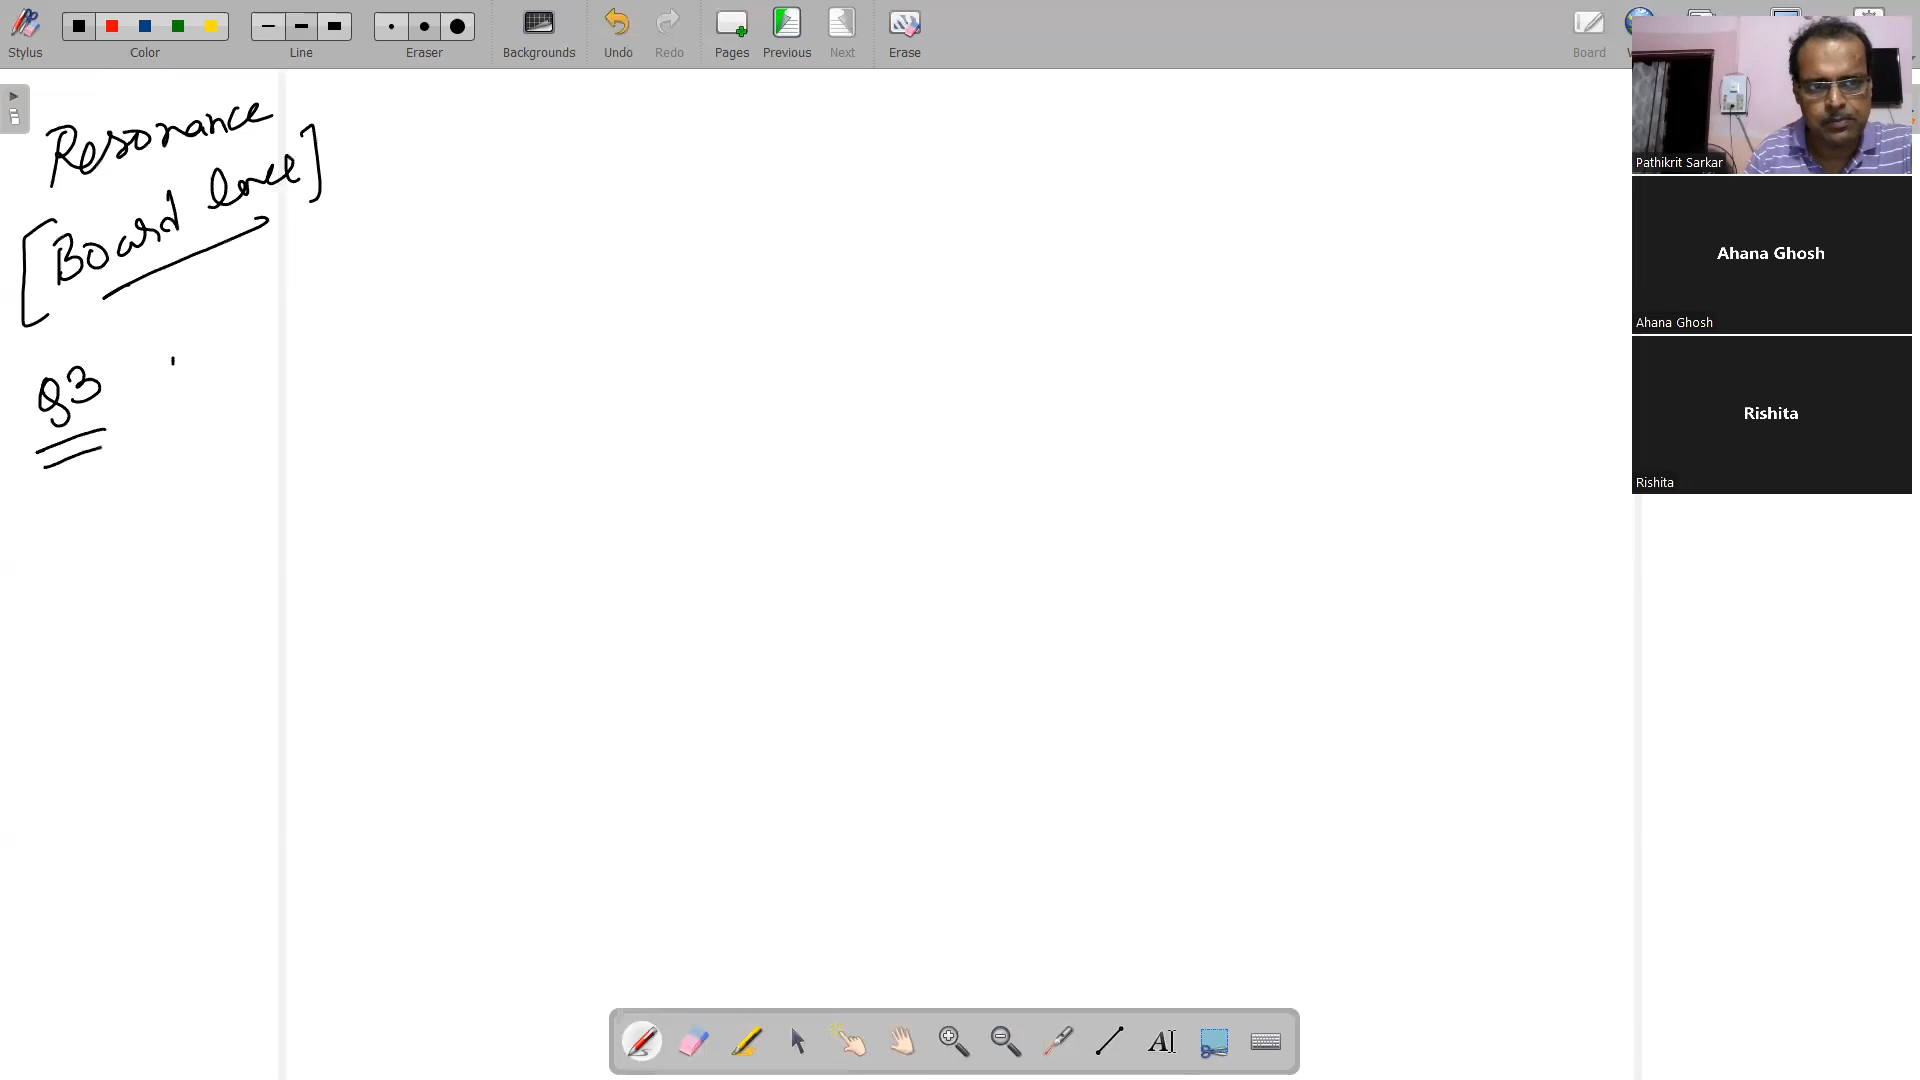 Stylus
Color
Line
Eraser
Backgrounds
Undo
Redo
Pages
Previous
Next
Erase
Board
Resonance
[Board level]
93
Pathikrit Sarkar
Ahana Ghosh
Ahana Ghosh
Rishita
Rishita